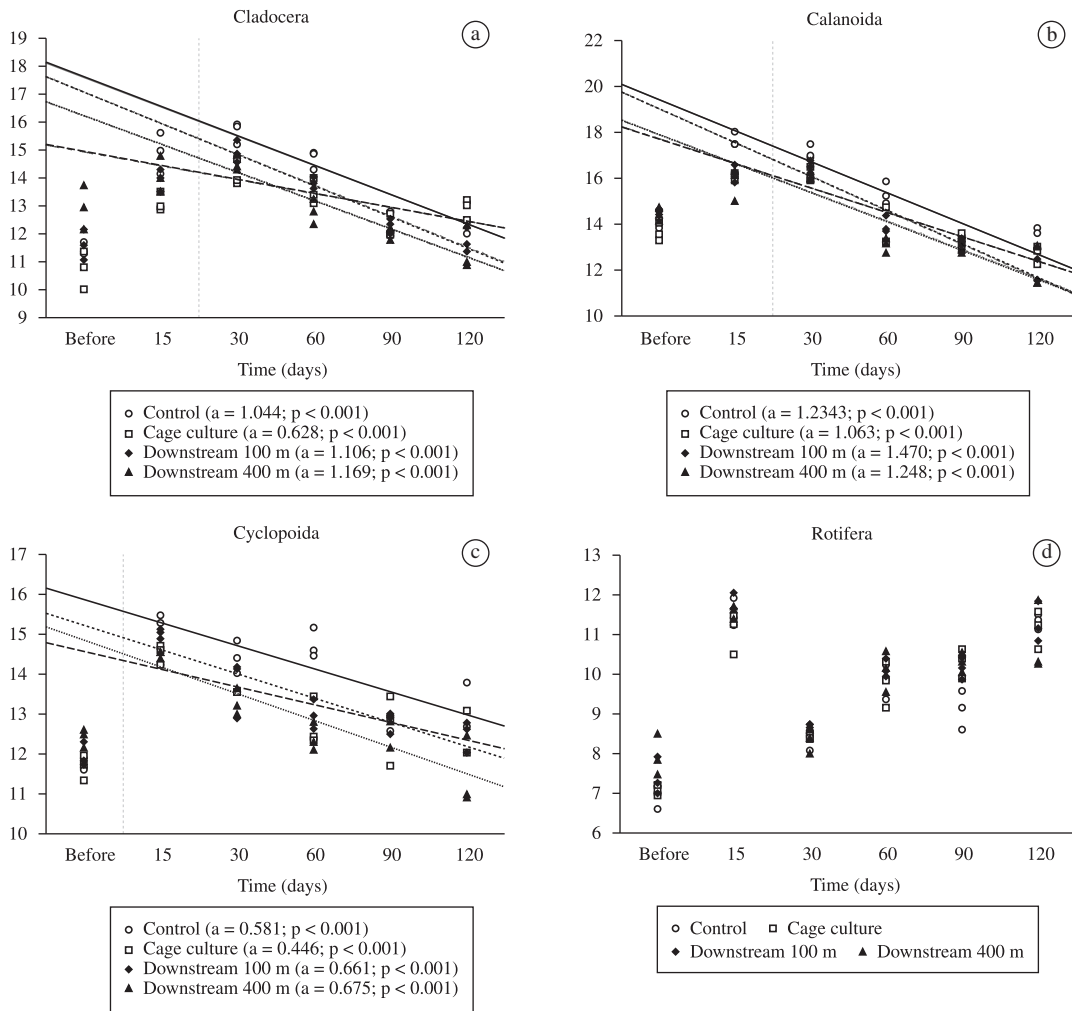 Cladocera
a
19
18
17
16
15
14
13
12
11
10
9
Before 15 30 60 90 120
Time (days)
Control (a = 1.044; p < 0.001)
Cage culture (a = 0.628; p < 0.001)
Downstream 100 m (a = 1.106; p < 0.001)
Downstream 400 m (a = 1.169; p < 0.001)
Calanoida
b
22
20
18
16
14
12
10
Before 15 30 60 90 120
Time (days)
Control (a = 1.2343; p < 0.001)
Cage culture (a = 1.063; p < 0.001)
Downstream 100 m (a = 1.470; p < 0.001)
Downstream 400 m (a = 1.248; p < 0.001)
Cyclopoida
c
17
16
15
14
13
12
11
10
Before 15 30 60 90 120
Time (days)
Control (a = 0.581; p < 0.001)
Cage culture (a = 0.446; p < 0.001)
Downstream 100 m (a = 0.661; p < 0.001)
Downstream 400 m (a = 0.675; p < 0.001)
Rotifera
d
13
12
11
10
9
8
7
6
Before 15 30 60 90 120
Time (days)
Control Cage culture
Downstream 100 m Downstream 400 m